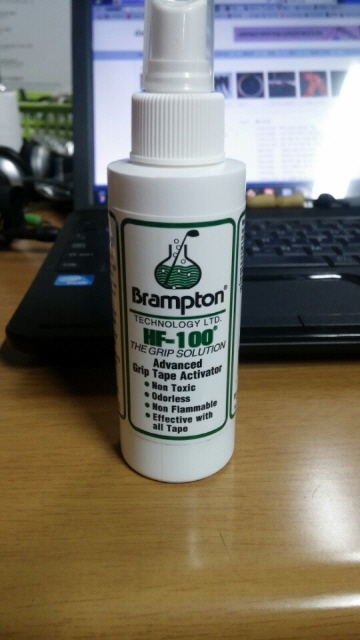 Brampton®
TECHNOLOGY LTD.
HF-100®
THE GRIP SOLUTION
Advanced
Grip Tape Activator
• Non Toxic
• Odorless
• Non Flammable
• Effective with
all Tape